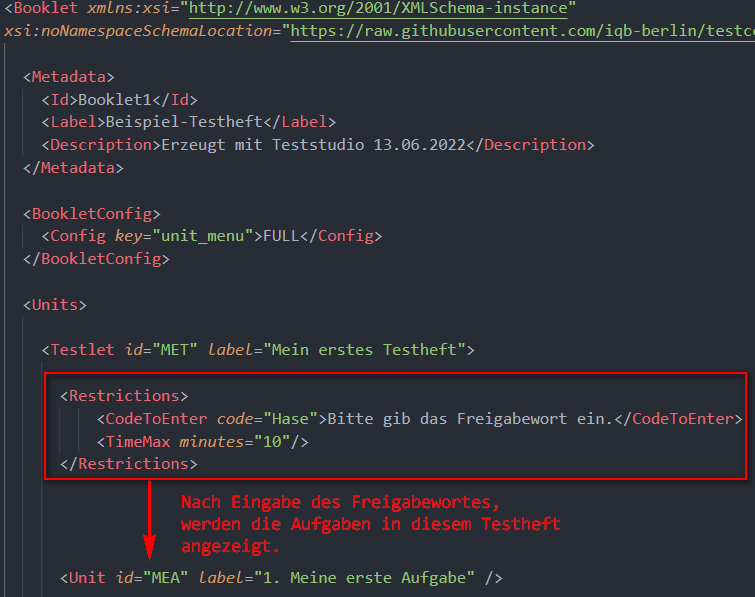 <Booklet xmlns:xsi="http://www.w3.org/2001/XMLSchema-instance"
xsi:noNamespaceSchemaLocation="https://raw.githubusercontent.com/iqb-berlin/testc
<Metadata>
<Id>Booklet1</Id>
<Label>Beispiel-Testheft</Label>
<Description>Erzeugt mit Teststudio 13.06.2022</Description>
</Metadata>
<BookletConfig>
<Config key="unit_menu">FULL</Config>
</BookletConfig>
<Units>
<Testlet id="MET" label="Mein erstes Testheft">
<Restrictions>
<CodeToEnter code="Hase">Bitte gib das Freigabewort ein.</CodeToEnter>
<TimeMax minutes="10"/>
</Restrictions>
Nach Eingabe des Freigabewortes,
werden die Aufgaben in diesem Testheft
angezeigt.
<Unit id="MEA" label="1. Meine erste Aufgabe" />